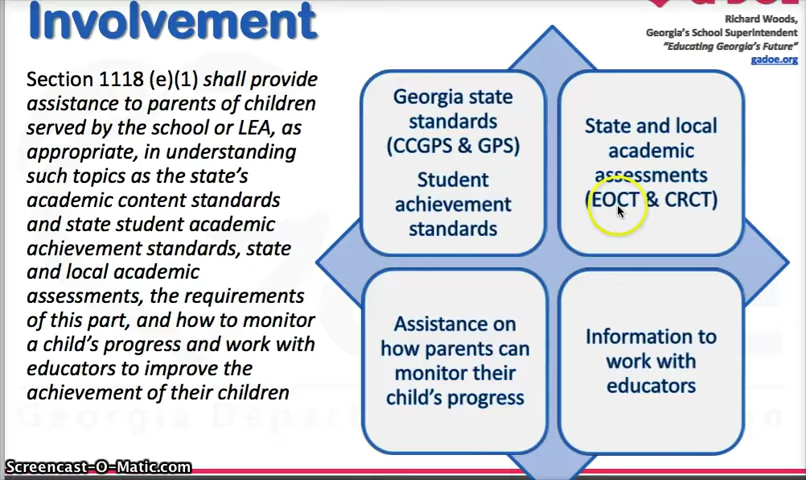 Involvement
Richard Woods,
Georgia's School Superintendent
"Educating Georgia's Future"
gadoe.org
Section 1118 (e)(1) shall provide
assistance to parents of children
served by the school or LEA, as
appropriate, in understanding
such topics as the state's
academic content standards
and state student academic
achievement standards, state
and local academic
assessments, the requirements
of this part, and how to monitor
a child's progress and work with
educators to improve the
achievement of their children
Georgia state
standards
(CCGPS & GPS)
Student
achievement
standards
State and local
academic
assessments
(EOCT & CRCT)
Assistance on
how parents can
monitor their
child's progress
Information to
work with
educators
Screencast-O-Matic.com